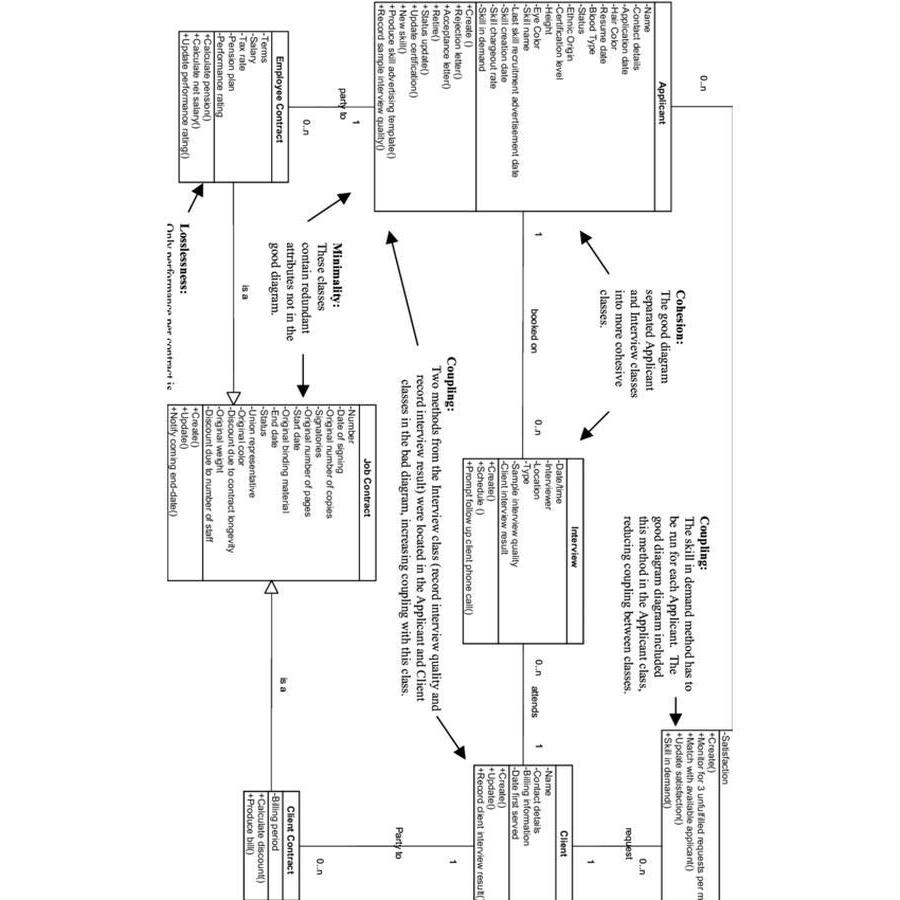 0..n
Applicant
-Name
-Contact details
-Application date
-Hair Color
-Resume date
-Blood Type
-Status
-Ethnic Origin
-Certification level
-Height
-Eye Color
-Skill name
-Last skill recruitment advertisement date
-Skill creation date
-Skill chargeout rate
-Skill in demand
+Create ()
+Rejection letter()
+Acceptance letter()
+Retire()
+Status update()
+Update certification()
+New skill()
+Produce skill advertising template()
+Record sample interview quality()
1
party to
0..n
Employee Contract
-Terms
-Salary
-Tax rate
-Pension plan
-Performance rating
+Calculate pension()
+Calculate net salary()
+Update performance rating()
Cohesion:
The good diagram
separated Applicant
and Interview classes
into more cohesive
classes.
1
booked on
0..n
Minimality:
These classes
contain redundant
attributes not in the
good diagram.
is a
Losslessness:
Only performance per contract is
Coupling:
Two methods from the Interview class (record interview quality and
record interview result) were located in the Applicant and Client
classes in the bad diagram, increasing coupling with this class.
Interview
-Date/time
-Interviewer
-Location
-Type
-Sample interview quality
-Client interview result
+Create()
+Schedule ()
+Prompt follow up client phone call()
Job Contract
-Number
-Date of signing
-Original number of copies
-Signatories
-Original number of pages
-Start date
-Original binding material
-End date
-Status
-Union representative
-Original color
-Discount due to contract longevity
-Original weight
-Discount due to number of staff
+Create()
+Update()
+Notify coming end-date()
Coupling:
The skill in demand method has to
be run for each Applicant. The
good diagram included
this method in the Applicant class,
reducing coupling between classes.
0..n
attends
1
is a
-Satisfaction
+Create()
+Monitor for 3 unfulfilled requests per m
+Match with available applicant()
+Update satisfaction()
+Skill in demand()
0..n
request
1
Client
-Name
-Contact details
-Billing information
-Date first served
+Create()
+Update()
+Record client interview result()
1
Party to
0..n
Client Contract
-Billing period
+Calculate discount()
+Produce bill()